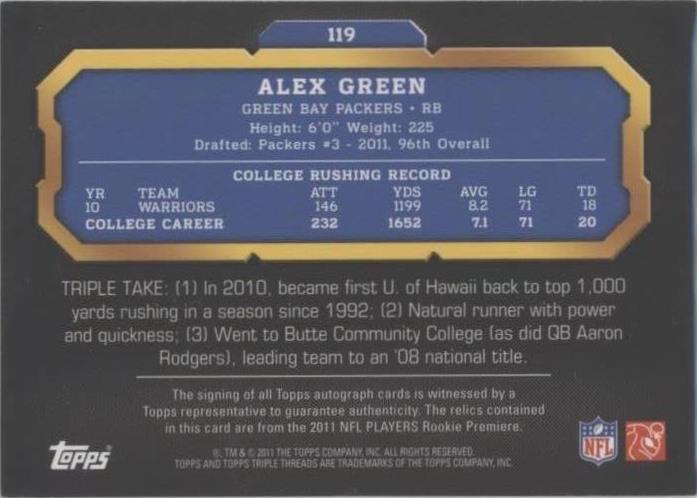 119
ALEX GREEN
GREEN BAY PACKERS • RB
Height: 6'0" Weight: 225
Drafted: Packers #3 - 2011, 96th Overall
COLLEGE RUSHING RECORD
YR TEAM ATT YDS AVG LG TD
10 WARRIORS 146 1199 8.2 71 18
COLLEGE CAREER 232 1652 7.1 71 20
TRIPLE TAKE: (1) In 2010, became first U. of Hawaii back to top 1,000
yards rushing in a season since 1992; (2) Natural runner with power
and quickness; (3) Went to Butte Community College (as did QB Aaron
Rodgers), leading team to an '08 national title.
The signing of all Topps autograph cards is witnessed by a
Topps representative to guarantee authenticity. The relics contained
in this card are from the 2011 NFL PLAYERS Rookie Premiere.
Topps
NFL
®, TM & © 2011 THE TOPPS COMPANY, INC. ALL RIGHTS RESERVED.
TOPPS AND TOPPS TRIPLE THREADS ARE TRADEMARKS OF THE TOPPS COMPANY, INC.